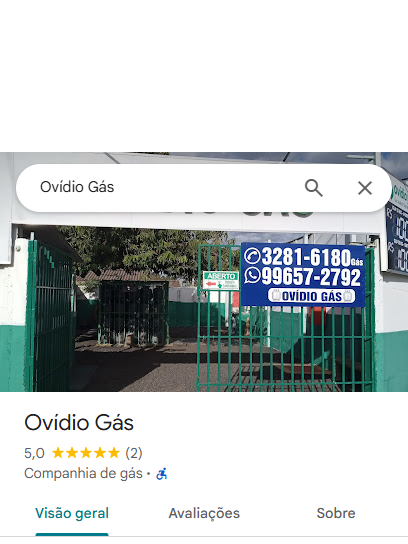 Ovídio Gás
ABERTO
3281-6180 Gás
99657-2792
OVÍDIO GÁS
Ovídio Gás
5,0 (2)
Companhia de gás ·
Visão geral
Avaliações
Sobre